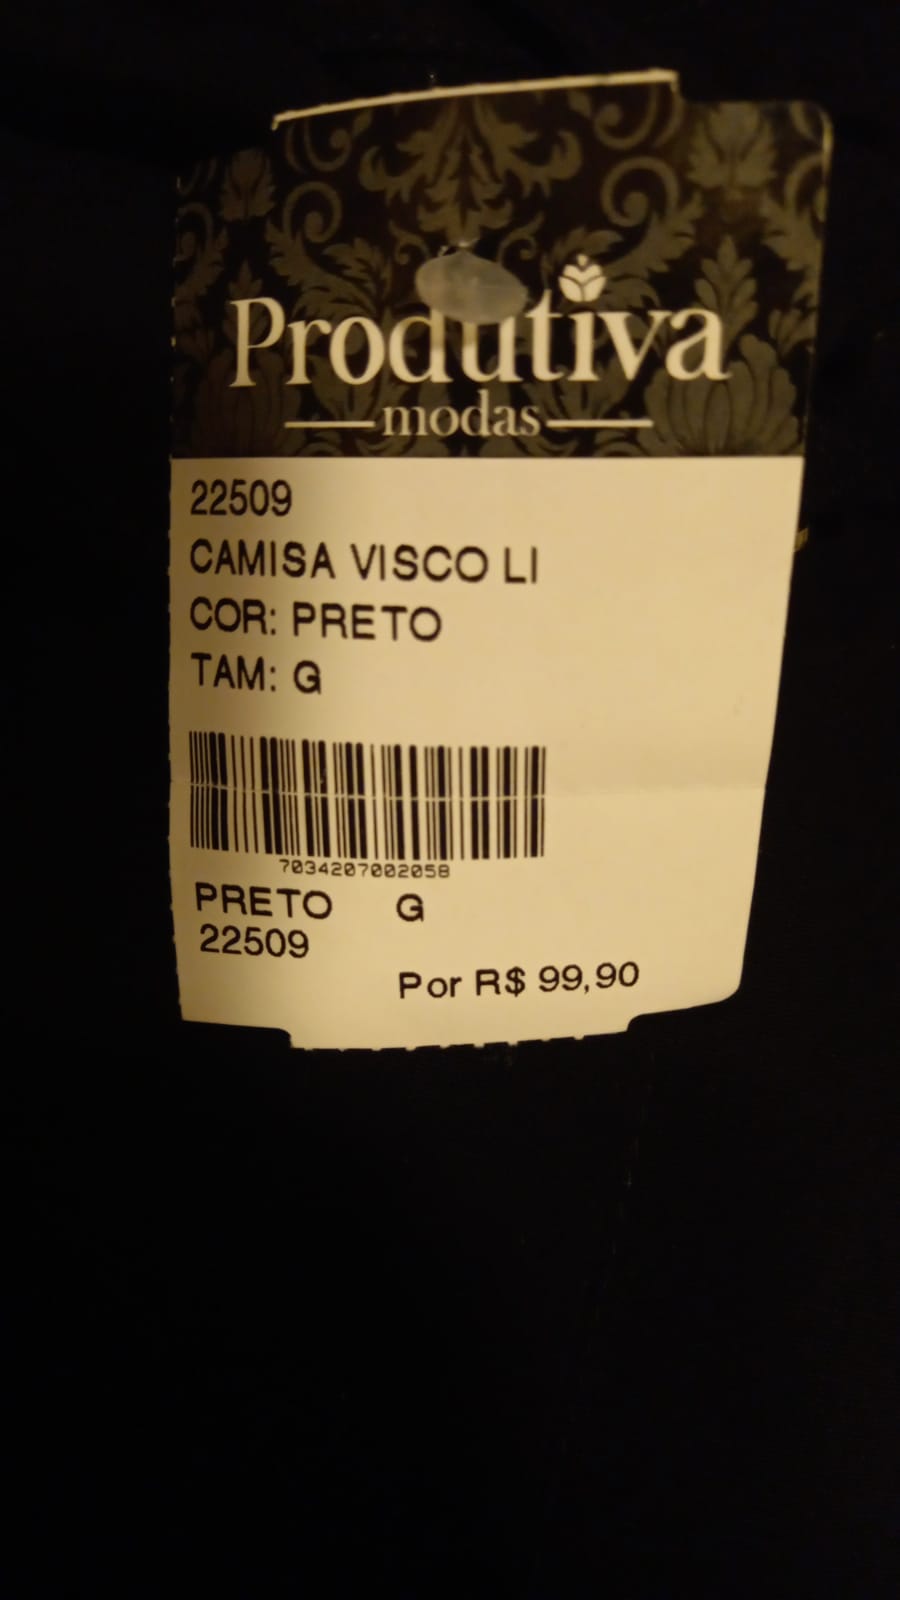 Produtiva
modas
22509
CAMISA VISCO LI
COR: PRETO
TAM: G
7034207002058
PRETO G
22509
Por R$ 99,90